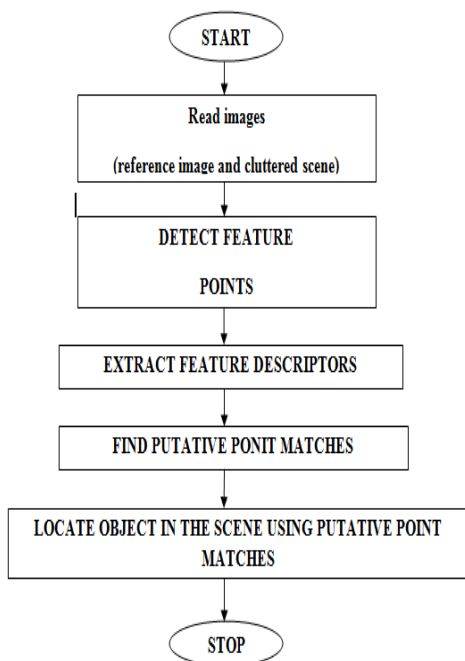 START
Read images
(reference image and cluttered scene)
DETECT FEATURE
POINTS
EXTRACT FEATURE DESCRIPTORS
FIND PUTATIVE PONIT MATCHES
LOCATE OBJECT IN THE SCENE USING PUTATIVE POINT
MATCHES
STOP